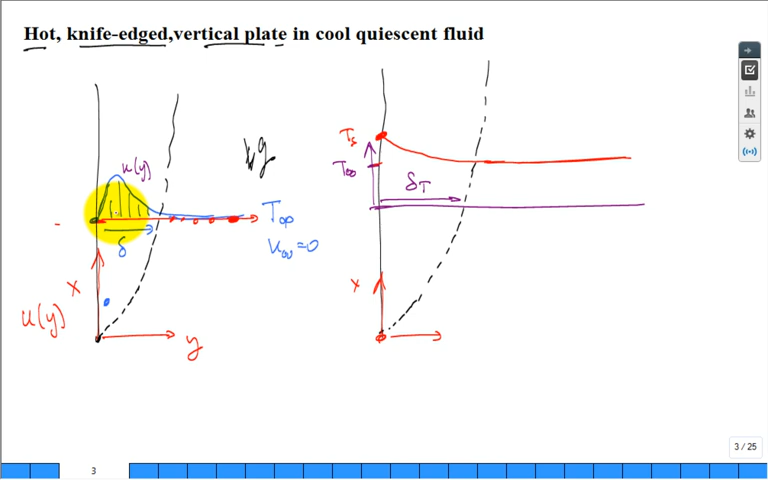 Hot, knife-edged,vertical plate in cool quiescent fluid
u(y)
T∞
u∞=0
δ
x
u(y)
y
Ts
T∞
δT
x
3 / 25
3